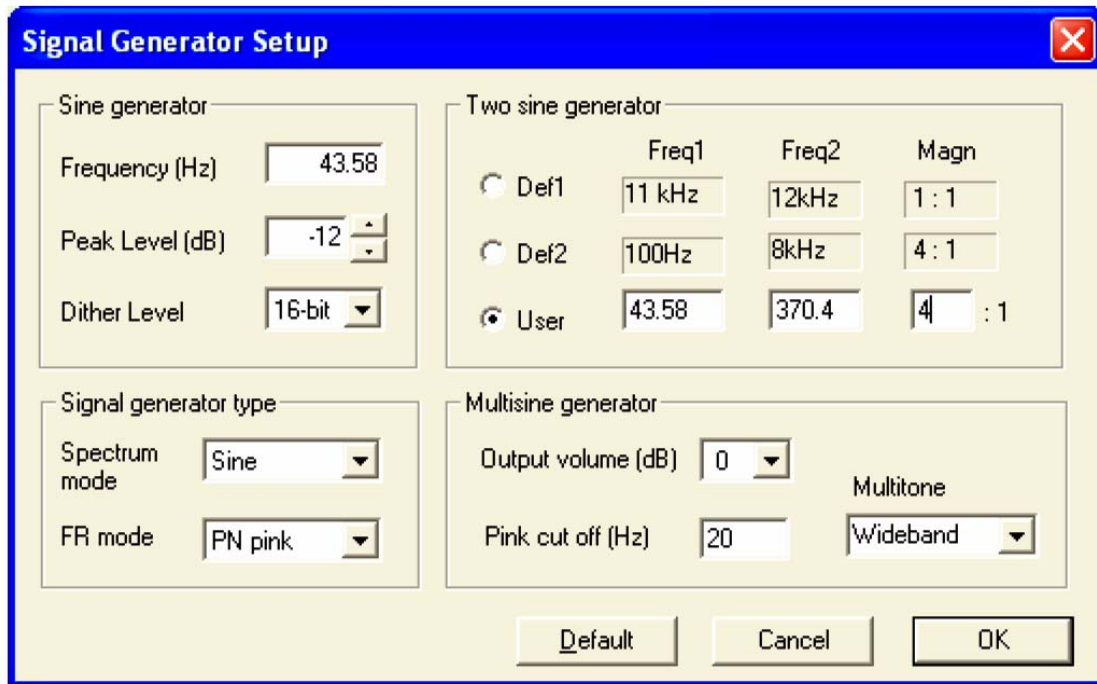 Signal Generator Setup
Sine generator
Frequency (Hz) 43.58
Peak Level (dB) -12
Dither Level 16-bit
Two sine generator
Freq1 Freq2 Magn
Def1 11 kHz 12kHz 1 : 1
Def2 100Hz 8kHz 4 : 1
User 43.58 370.4 4 : 1
Signal generator type
Spectrum mode Sine
FR mode PN pink
Multisine generator
Output volume (dB) 0
Multitone
Pink cut off (Hz) 20 Wideband
Default Cancel OK